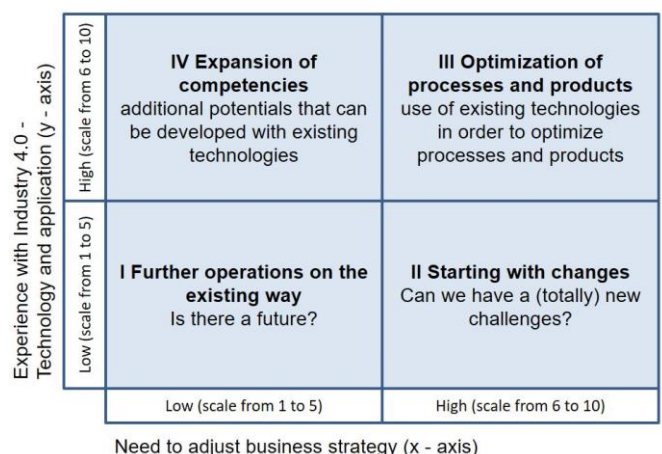 Experience with Industry 4.0 -
Technology and application (y - axis)
High (scale from 6 to 10)
IV Expansion of
competencies
additional potentials that can
be developed with existing
technologies
III Optimization of
processes and products
use of existing technologies
in order to optimize
processes and products
Low (scale from 1 to 5)
I Further operations on the
existing way
Is there a future?
II Starting with changes
Can we have a (totally) new
challenges?
Low (scale from 1 to 5)
High (scale from 6 to 10)
Need to adjust business strategy (x - axis)